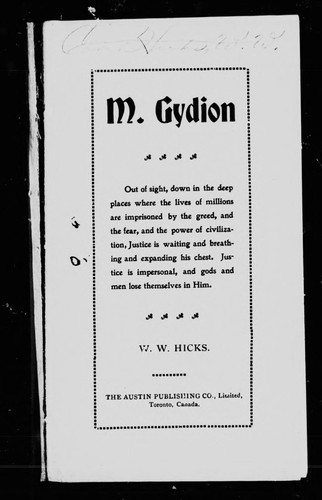 M. Gydion
Out of sight, down in the deep
places where the lives of millions
are imprisoned by the greed, and
the fear, and the power of civiliza-
tion, Justice is waiting and breath-
ing and expanding his chest. Jus-
tice is impersonal, and gods and
men lose themselves in Him.
W. W. HICKS.
THE AUSTIN PUBLISHING CO., Limited,
Toronto, Canada.